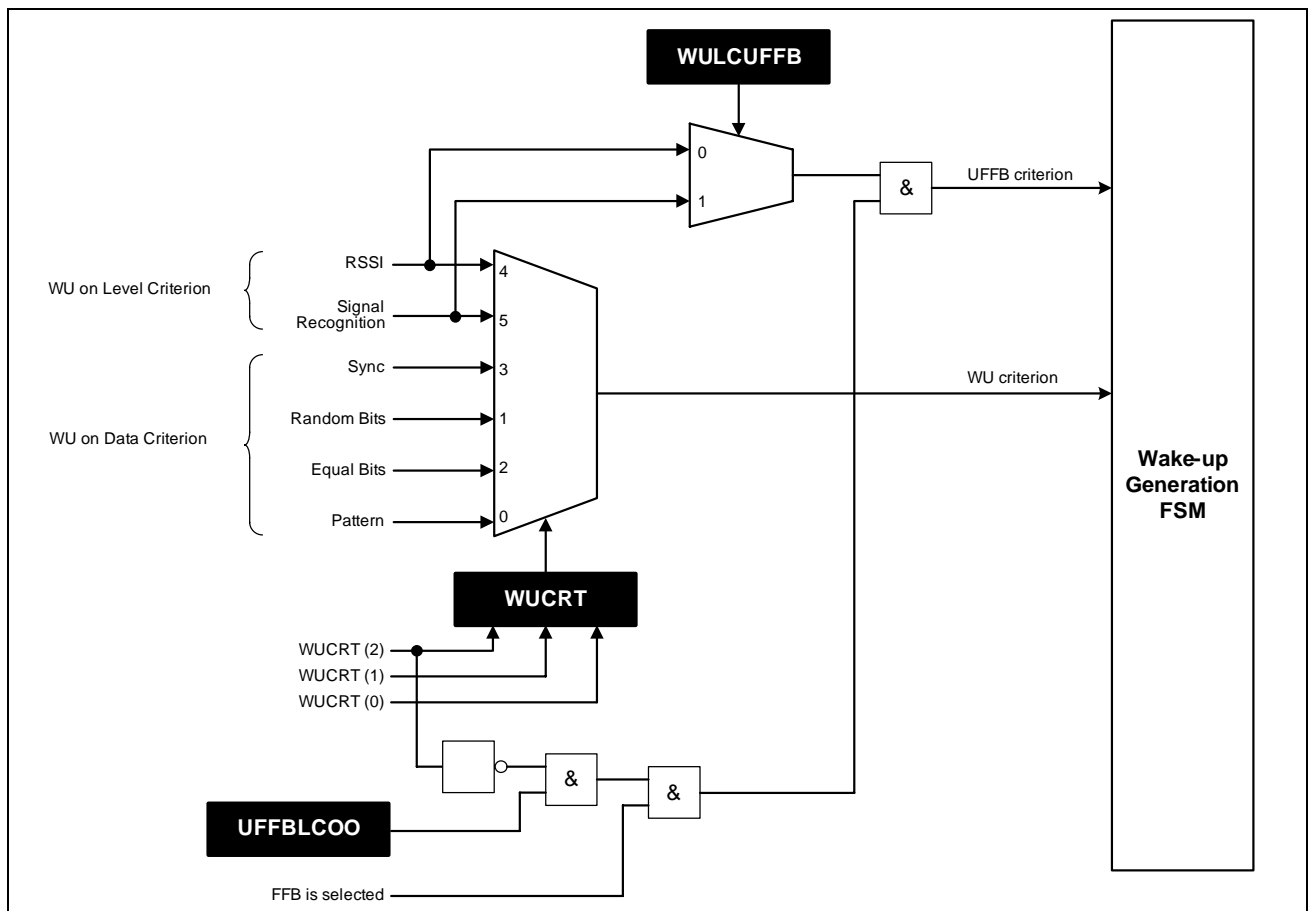 WULCUFFB
0
1
&
UFFB criterion
WU on Level Criterion
RSSI
4
Signal
Recognition
5
WU on Data Criterion
Sync
3
Random Bits
1
Equal Bits
2
Pattern
0
WU criterion
Wake-up
Generation
FSM
WUCRT
WUCRT (2)
WUCRT (1)
WUCRT (0)
&
&
UFFBLCOO
FFB is selected